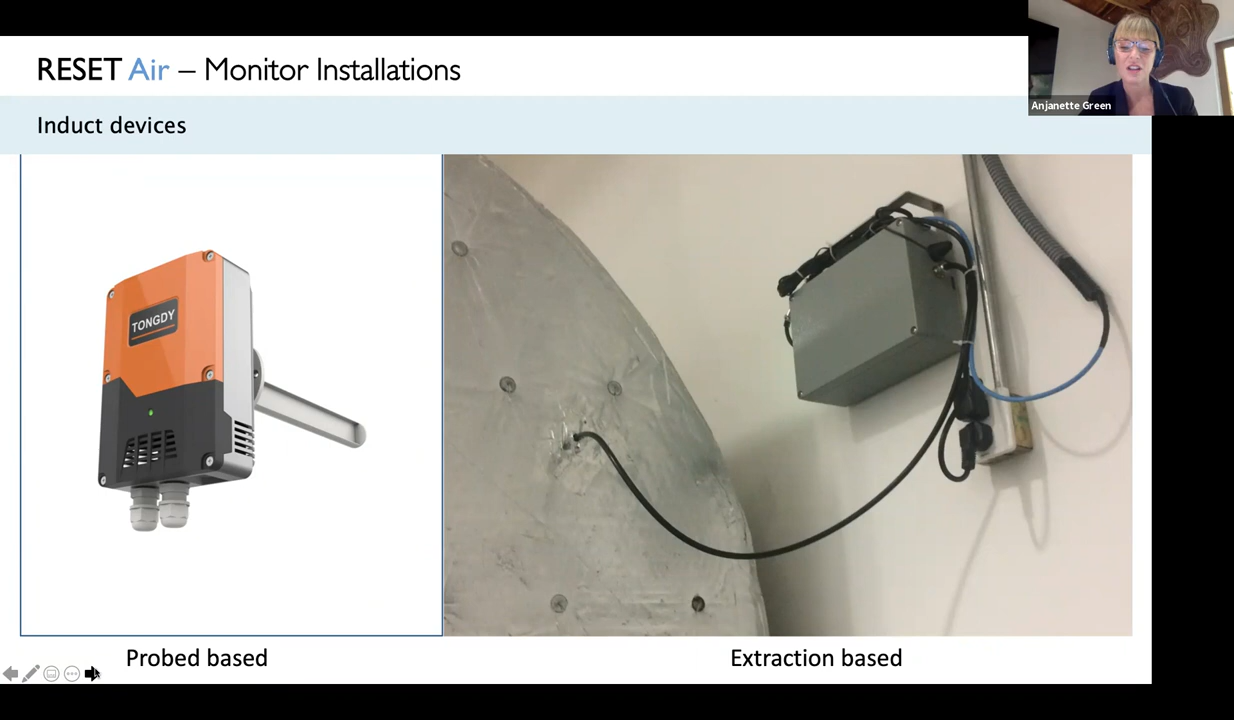 RESET Air – Monitor Installations
Anjanette Green
Induct devices
TONGDY
Probed based
Extraction based